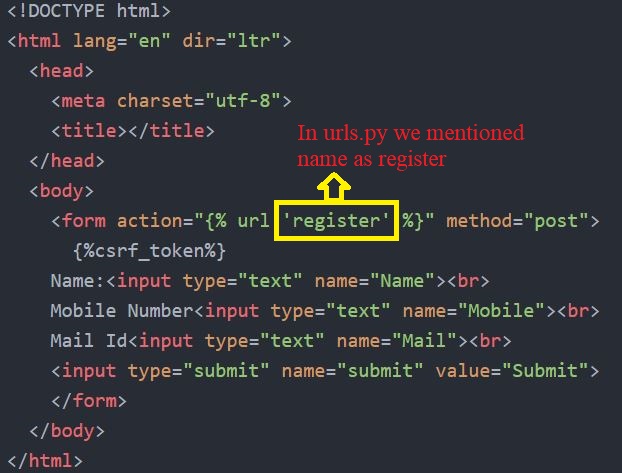 <!DOCTYPE html>
<html lang="en" dir="ltr">
<head>
<meta charset="utf-8">
<title></title>
In urls.py we mentioned
name as register
</head>
<body>
<form action="{% url 'register' %}" method="post">
{%csrf_token%}
Name:<input type="text" name="Name"><br>
Mobile Number<input type="text" name="Mobile"><br>
Mail Id<input type="text" name="Mail"><br>
<input type="submit" name="submit" value="Submit">
</form>
</body>
</html>